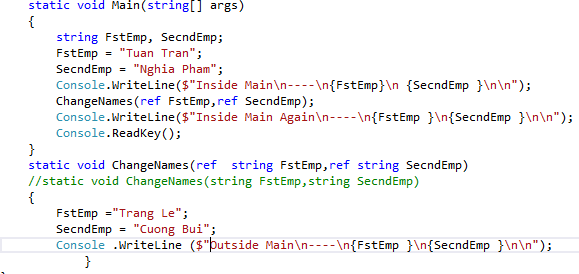 static void Main(string[] args)
{
string FstEmp, SecndEmp;
FstEmp = "Tuan Tran";
SecndEmp = "Nghia Pham";
Console.WriteLine($"Inside Main\n----\n{FstEmp}\n {SecndEmp }\n\n");
ChangeNames(ref FstEmp,ref SecndEmp);
Console.WriteLine($"Inside Main Again\n----\n{FstEmp }\n{SecndEmp }\n\n");
Console.ReadKey();
}
static void ChangeNames(ref  string FstEmp,ref string SecndEmp)
//static void ChangeNames(string FstEmp,string SecndEmp)
{
FstEmp ="Trang Le";
SecndEmp = "Cuong Bui";
Console .WriteLine ($"Outside Main\n----\n{FstEmp }\n{SecndEmp }\n\n");
}